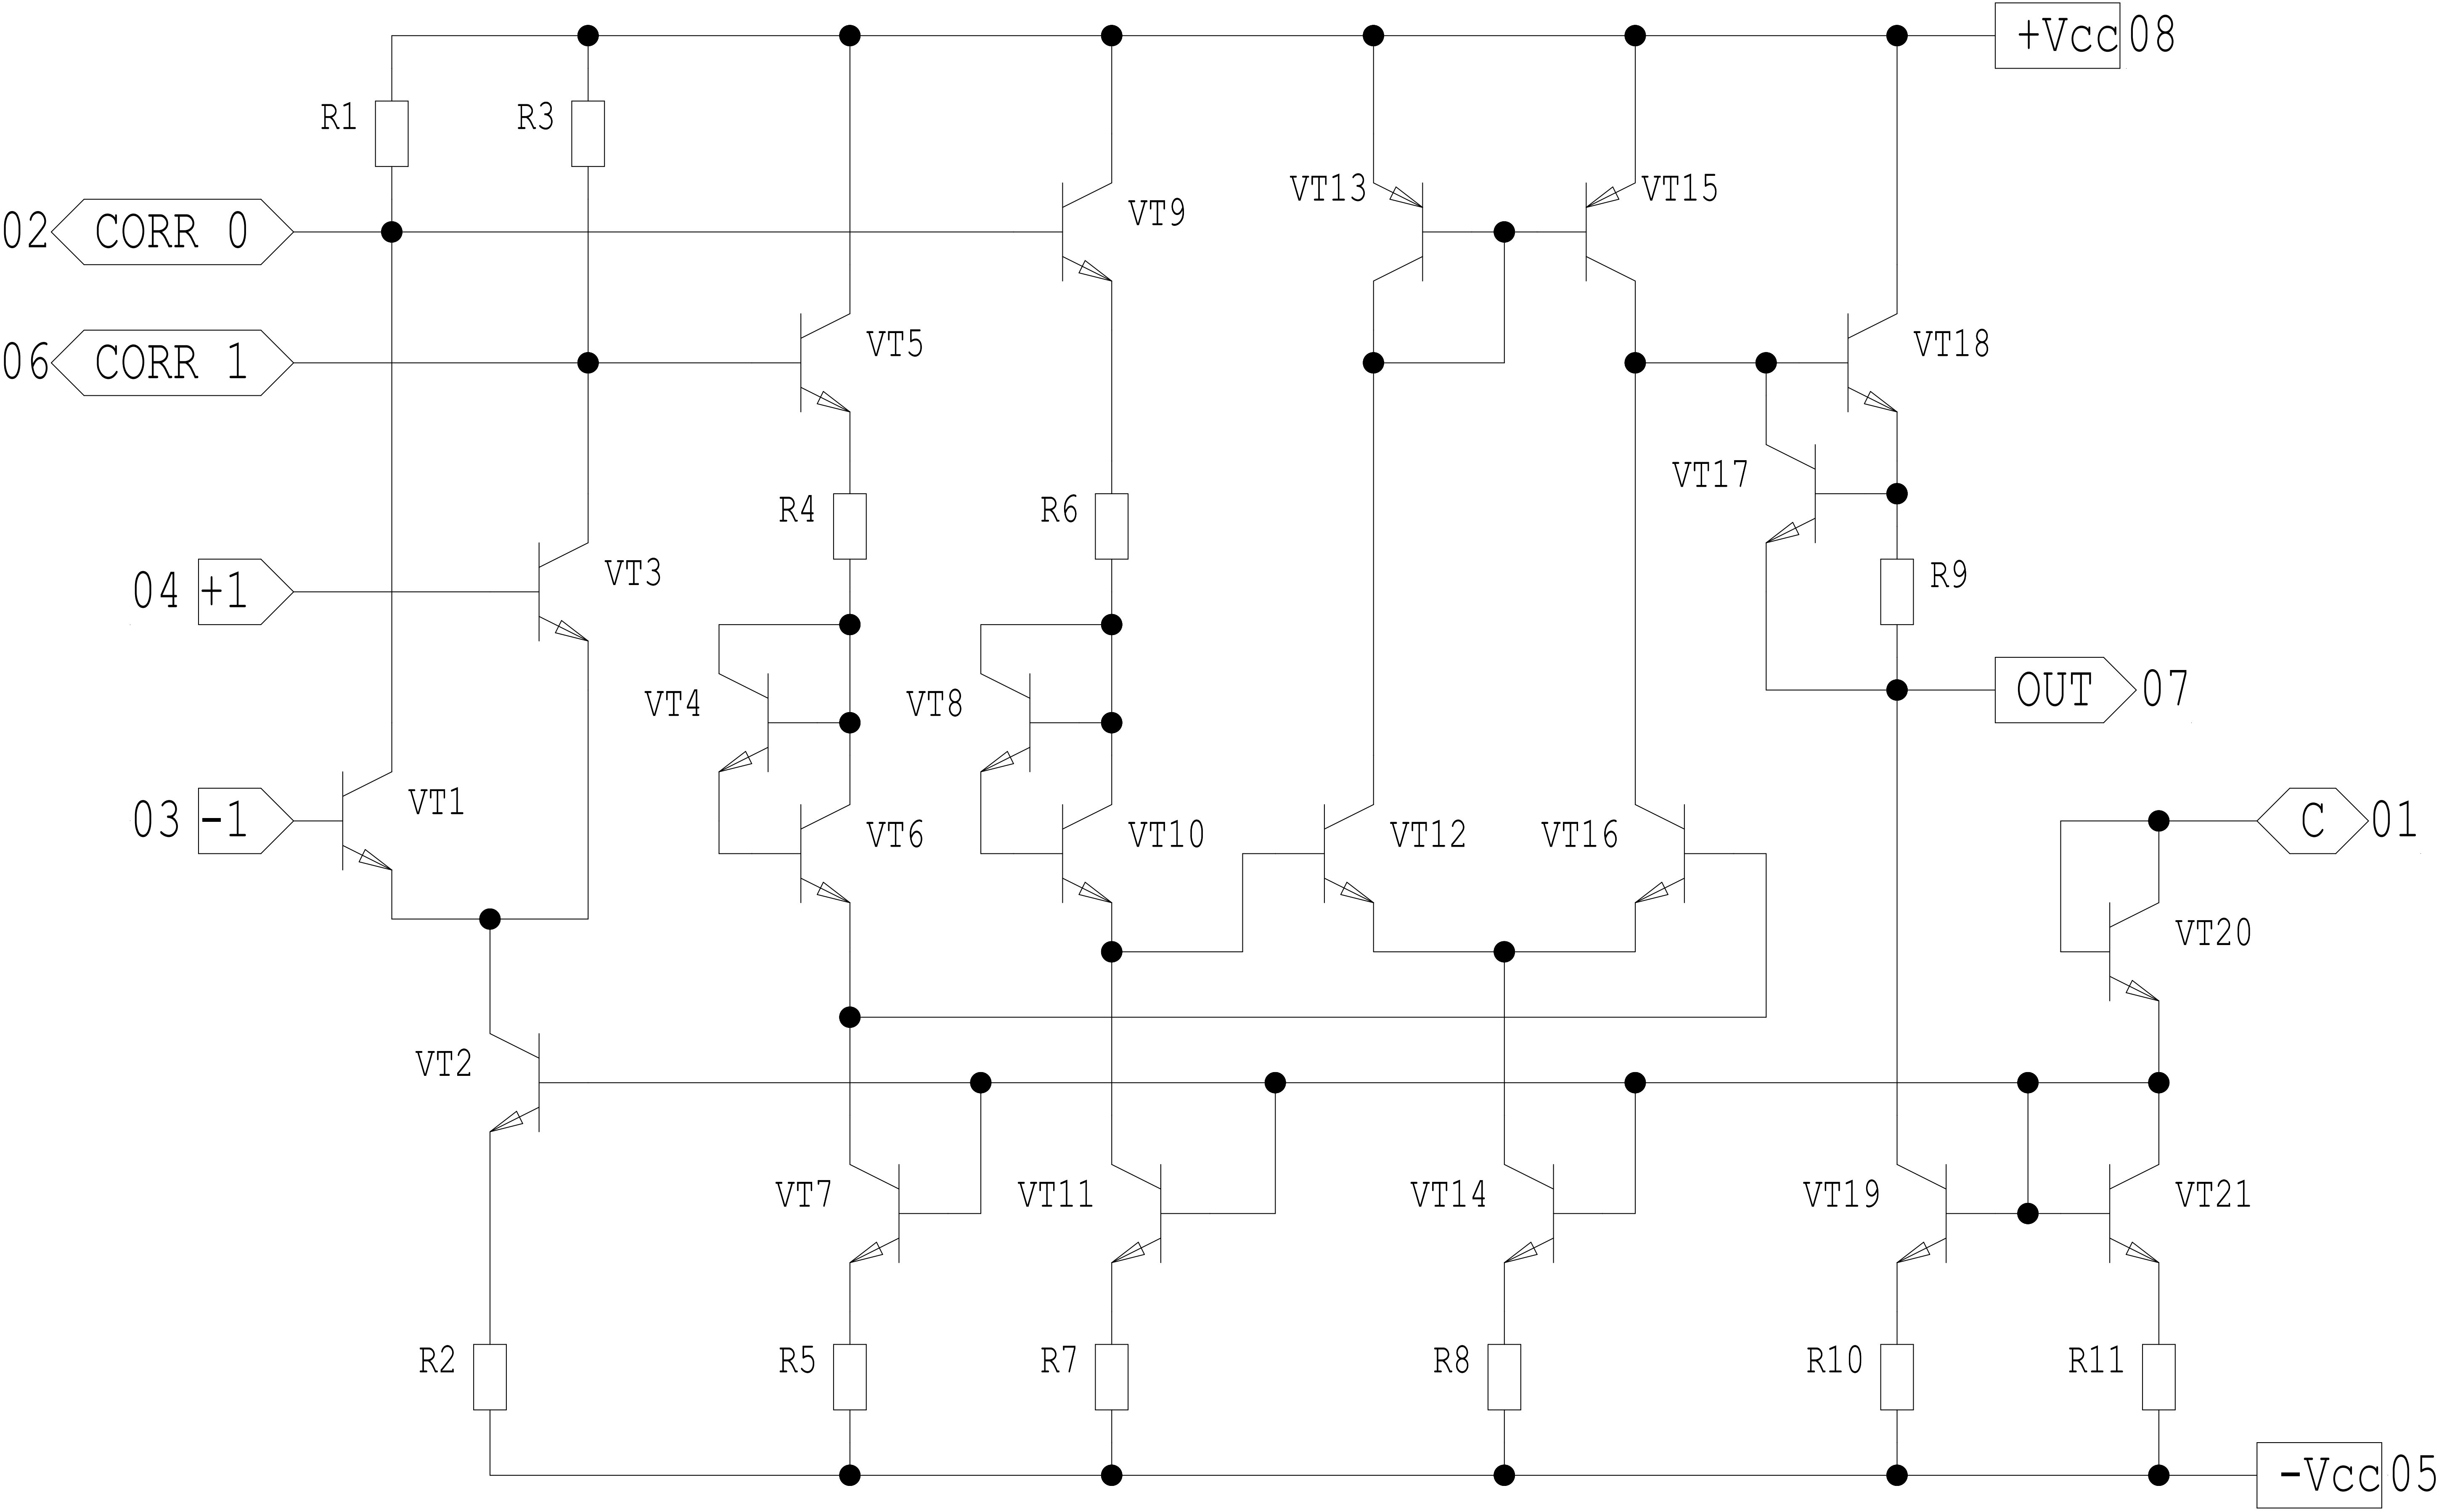 +Vcc 08
R1
R3
VT13
VT15
VT9
02 CORR 0
VT5
VT18
06 CORR 1
VT17
R4
R6
R9
VT3
04 +1
OUT 07
VT4
VT8
VT1
03 -1
VT6
VT10
VT12
VT16
C 01
VT20
VT2
VT7
VT11
VT14
VT19
VT21
R2
R5
R7
R8
R10
R11
-Vcc 05